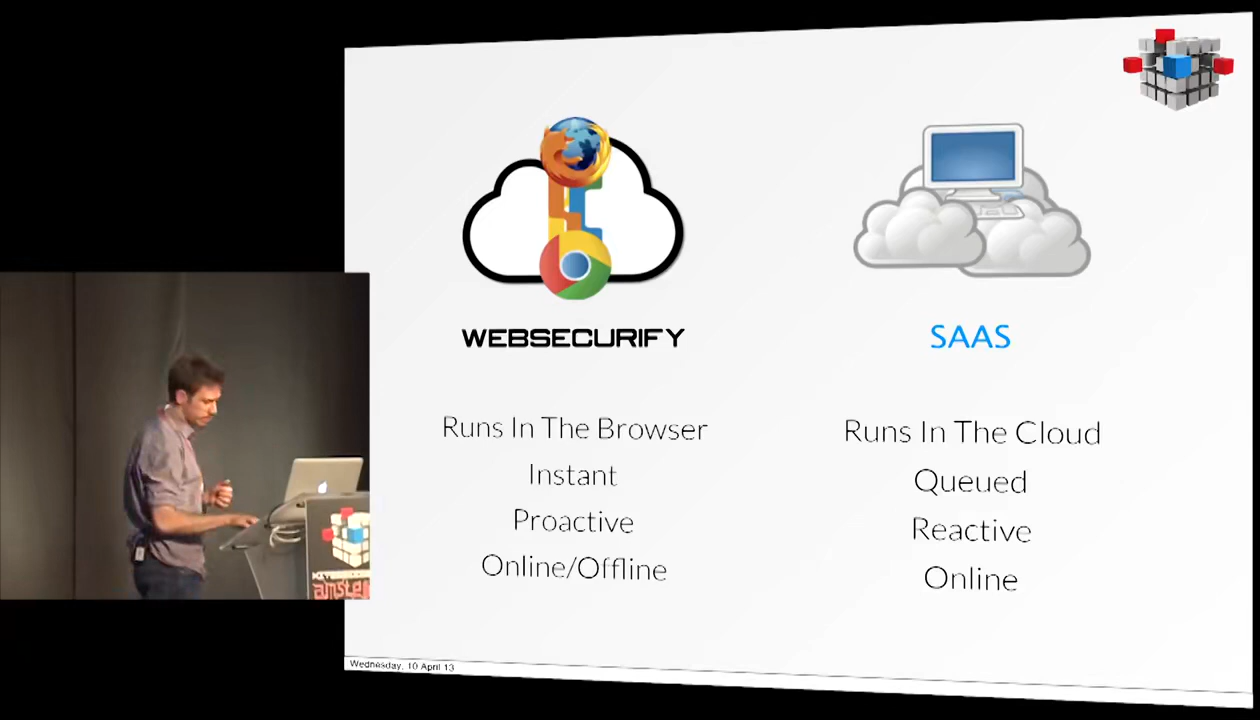 WEBSECURIFY
Runs In The Browser
Instant
Proactive
Online/Offline
SAAS
Runs In The Cloud
Queued
Reactive
Online
Wednesday, 10 April 13